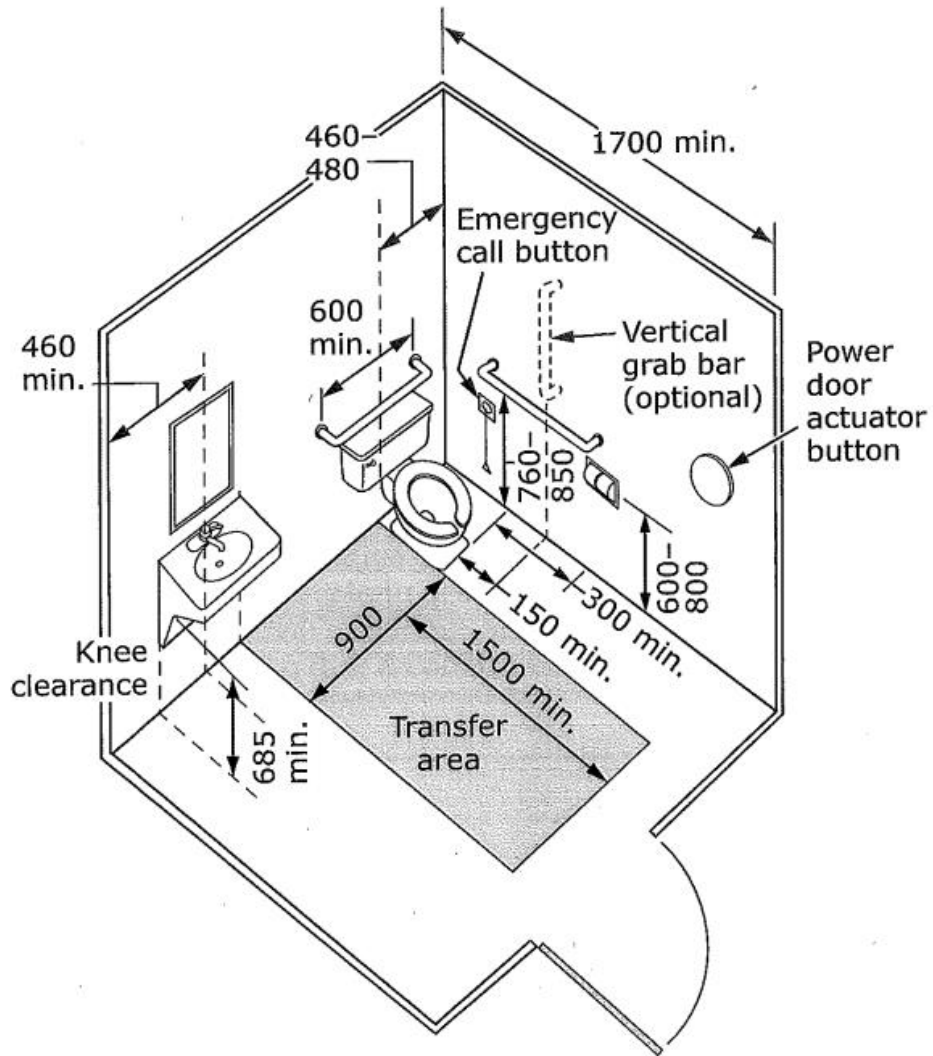 1700 min.
460–
480
Emergency
call button
600
min.
460
min.
Vertical
grab bar
(optional)
Power
door
actuator
button
760–
850
600–
800
300 min.
150 min.
900
1500 min.
Knee
clearance
685
min.
Transfer
area